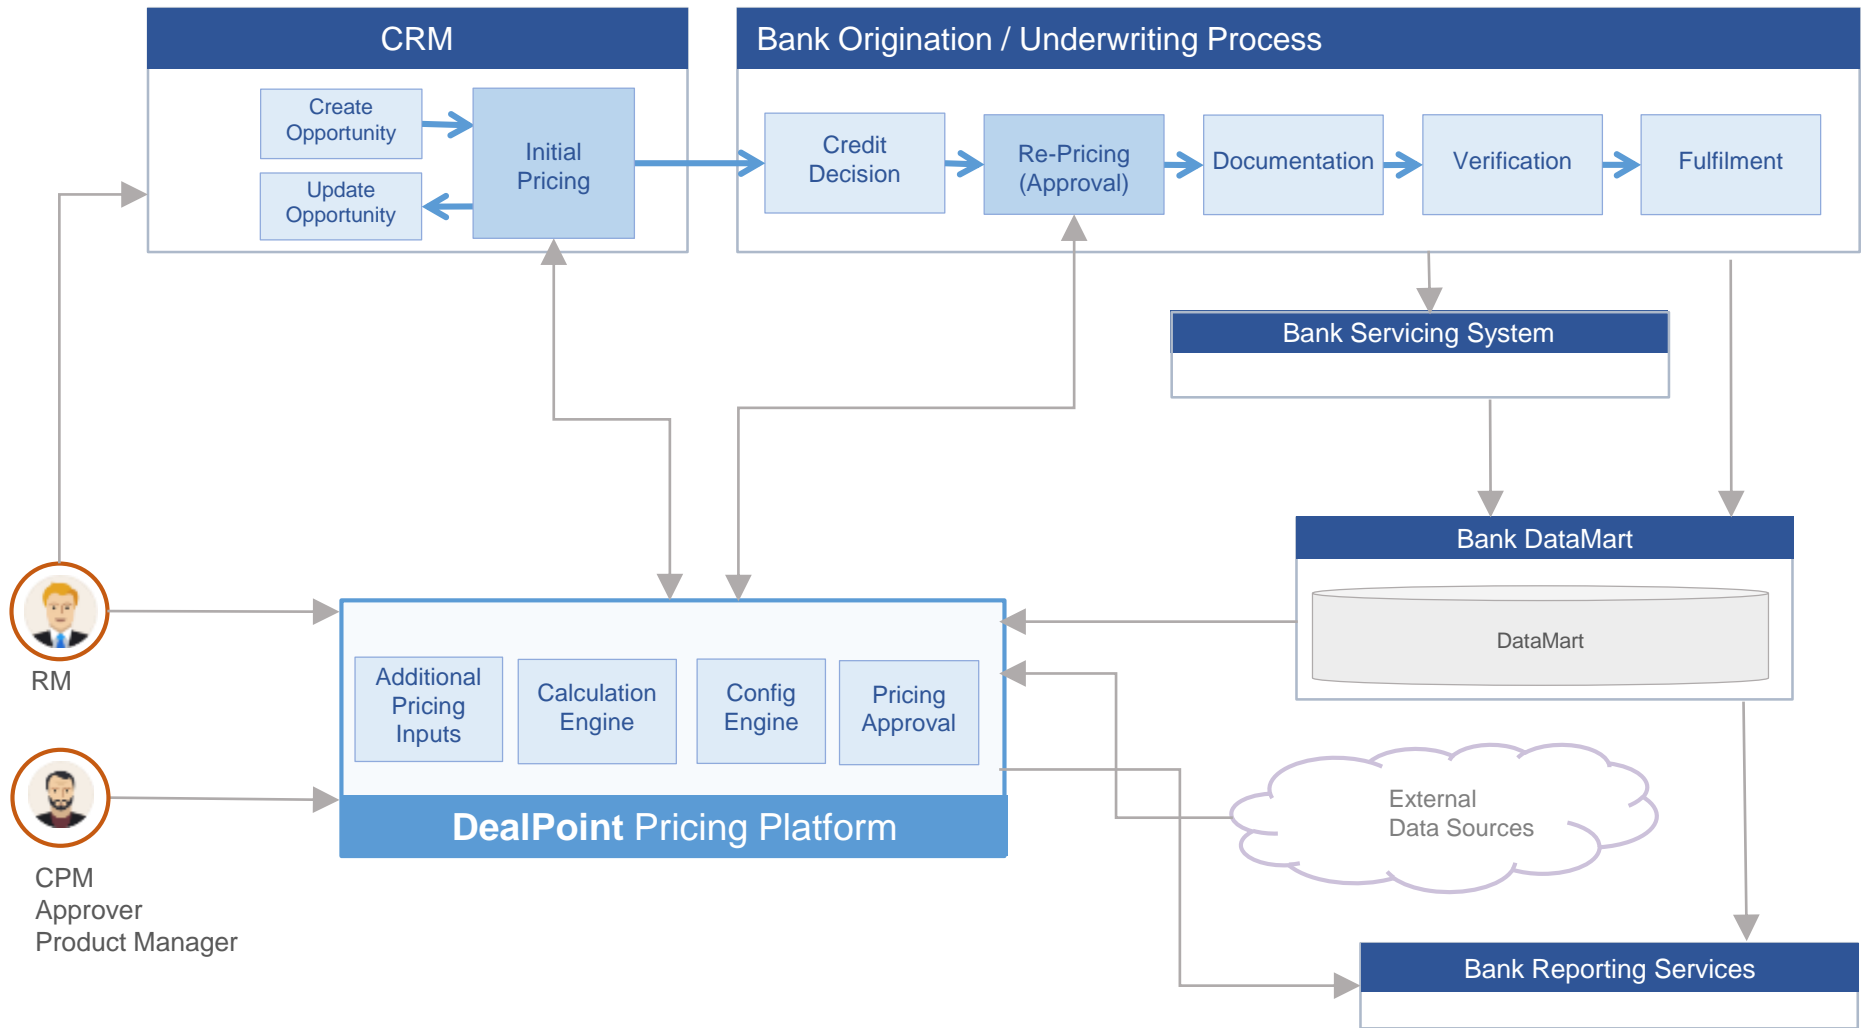 CRM
Bank Origination / Underwriting Process
Create
Opportunity
Update
Opportunity
Initial
Pricing
Credit
Decision
Re-Pricing
(Approval)
Documentation
Verification
Fulfilment
Bank Servicing System
Bank DataMart
DataMart
RM
Additional
Pricing
Inputs
Calculation
Engine
Config
Engine
Pricing
Approval
DealPoint Pricing Platform
External
Data Sources
CPM
Approver
Product Manager
Bank Reporting Services